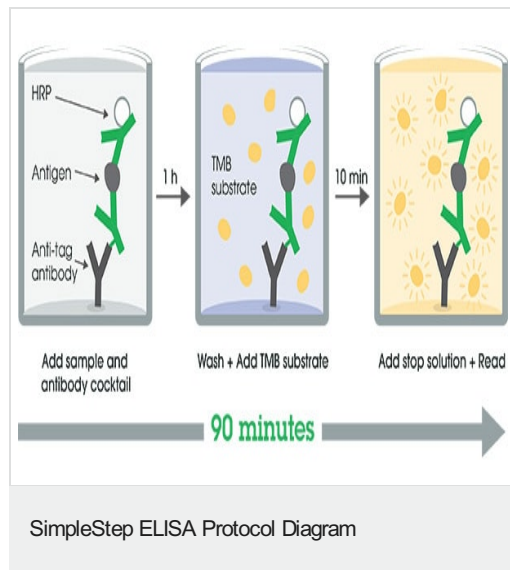 HRP
Antigen
Anti-tag
antibody
1 h
TMB
substrate
10 min
Add sample and
antibody cocktail
Wash + Add TMB substrate
Add stop solution + Read
90 minutes
SimpleStep ELISA Protocol Diagram